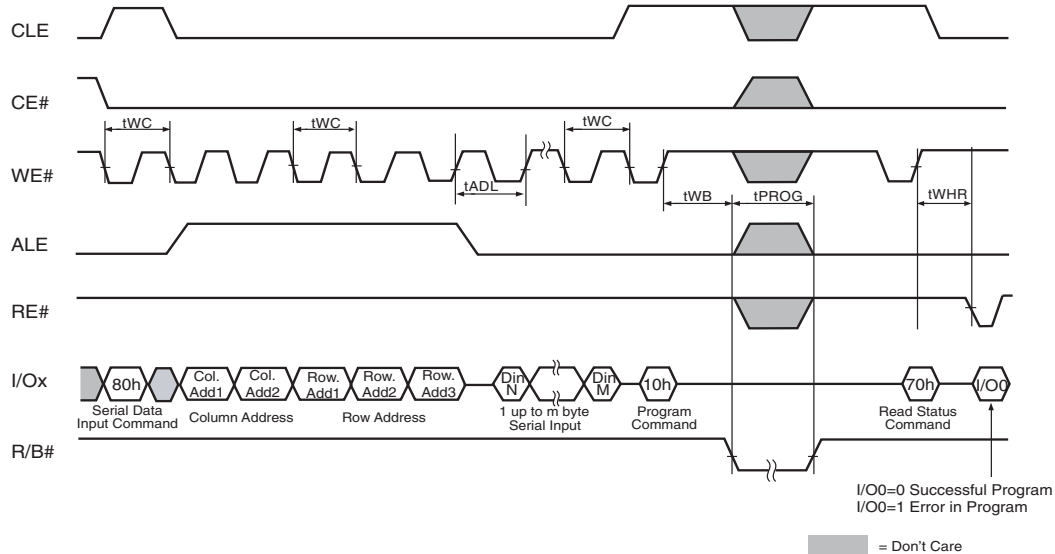 CLE
CE#
tWC
tWC
tWC
WE#
tADL
tWB
tPROG
tWHR
ALE
RE#
I/Ox
80h
Col. Add1
Col. Add2
Row. Add1
Row. Add2
Row. Add3
Din N
Din M
10h
70h
I/O0
Serial Data
Input Command
Column Address
Row Address
1 up to m byte
Serial Input
Program
Command
Read Status
Command
R/B#
I/O0=0 Successful Program
I/O0=1 Error in Program
= Don't Care